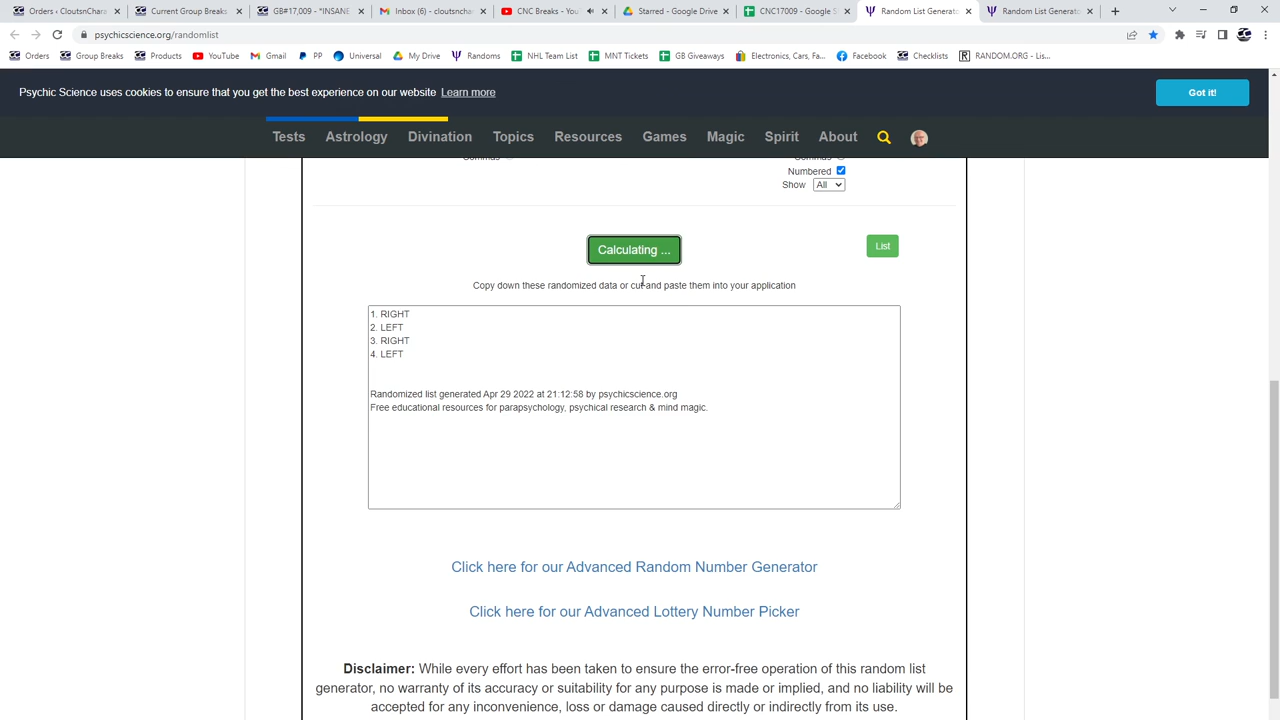 Orders ‹ CloutsnChara
Current Group Breaks
GB#17,009 - *INSANE
Inbox (6) - cloutsnchar
CNC Breaks - You
Starred - Google Drive
CNC17009 - Google S
Random List Generato
Random List Generato
psychicscience.org/randomlist
Orders
Group Breaks
Products
YouTube
Gmail
PP
Universal
My Drive
Randoms
NHL Team List
MNT Tickets
GB Giveaways
Electronics, Cars, Fa...
Facebook
Checklists
RANDOM.ORG - Lis...
Psychic Science uses cookies to ensure that you get the best experience on our website Learn more
Got it!
Tests
Astrology
Divination
Topics
Resources
Games
Magic
Spirit
About
Commas
Commas
Numbered
Show All
Calculating ...
List
Copy down these randomized data or cut and paste them into your application
1. RIGHT
2. LEFT
3. RIGHT
4. LEFT
Randomized list generated Apr 29 2022 at 21:12:58 by psychicscience.org
Free educational resources for parapsychology, psychical research & mind magic.
Click here for our Advanced Random Number Generator
Click here for our Advanced Lottery Number Picker
Disclaimer: While every effort has been taken to ensure the error-free operation of this random list
generator, no warranty of its accuracy or suitability for any purpose is made or implied, and no liability will be
accepted for any inconvenience, loss or damage caused directly or indirectly from its use.